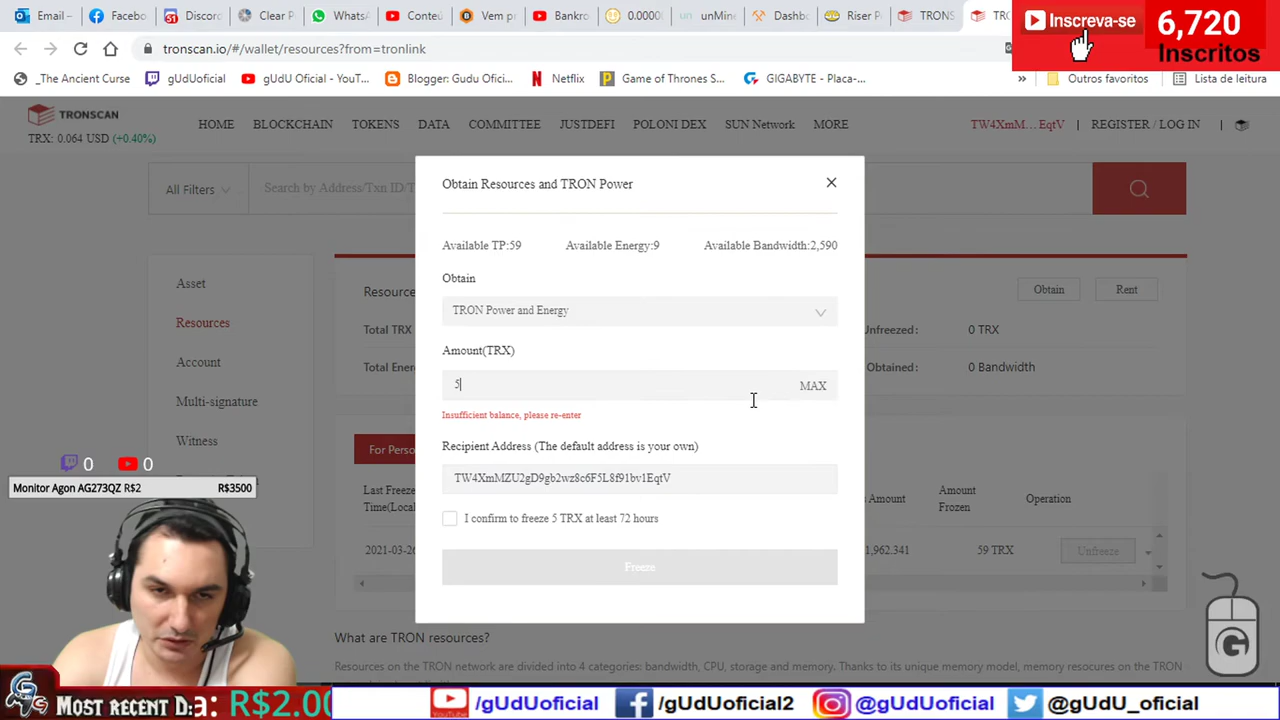 Email –
Facebo
Discord
Clear P
WhatsA
Conteú
Vem p
Bankro
0.0000
unMine
Dashb
Riser P
TRONS
TRO
Inscreva-se
6,720
Inscritos
tronscan.io/#/wallet/resources?from=tronlink
_The Ancient Curse
gUdUoficial
gUdU Oficial - YouT...
Blogger: Gudu Ofici...
Netflix
Game of Thrones S...
GIGABYTE - Placa-...
»
Outros favoritos
Lista de leitura
TRONSCAN
TRX: 0.064 USD (+0.40%)
HOME
BLOCKCHAIN
TOKENS
DATA
COMMITTEE
JUSTDEFI
POLONI DEX
SUN Network
MORE
TW4XmM... EqtV
REGISTER / LOG IN
All Filters
Search by Address/Txn ID/T
Asset
Resources
Account
Multi-signature
Witness
Resource
Obtain
Rent
Total TRX
Unfreezed:
0 TRX
Total Ener
Obtained:
0 Bandwidth
For Perso
Last Freeze
Time(Local
Amount
Amount
Frozen
Operation
2021-03-26
1,962.341
59 TRX
Unfreeze
Obtain Resources and TRON Power
Available TP:59
Available Energy:9
Available Bandwidth:2,590
Obtain
TRON Power and Energy
Amount(TRX)
5
MAX
Insufficient balance, please re-enter
Recipient Address (The default address is your own)
TW4XmMZU2gD9gb2wz8c6F5L8f91bv1EqtV
I confirm to freeze 5 TRX at least 72 hours
Freeze
What are TRON resources?
Resources on the TRON network are divided into 4 categories: bandwidth, CPU, storage and memory. Thanks to its unique memory model, memory resocures on the TRON
0
0
Monitor Agon AG273QZ R$2
R$3500
Most recent D
a: R$2.00
/gUdUoficial
/gUdUoficial2
@gUdUoficial
@gUdU_oficial